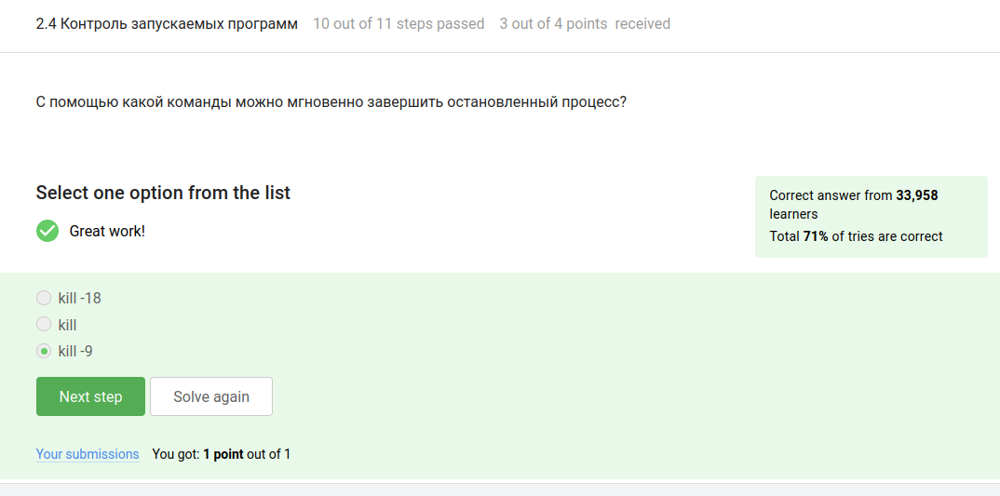 2.4 Контроль запускаемых программ 10 out of 11 steps passed 3 out of 4 points received
С помощью какой команды можно мгновенно завершить остановленный процесс?
Select one option from the list
Great work!
Correct answer from 33,958
learners
Total 71% of tries are correct
kill -18
kill
kill -9
Next step Solve again
Your submissions You got: 1 point out of 1